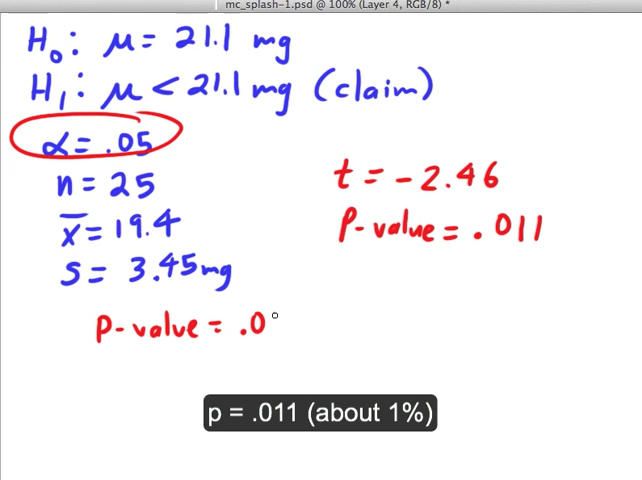 mc_splash-1.psd @ 100% (Layer 4, RGB/8) *
H₀: μ = 21.1 mg
H₁: μ < 21.1 mg (claim)
α = .05
n = 25
x̄ = 19.4
s = 3.45mg
t = -2.46
P-value = .011
p-value = .0
p = .011 (about 1%)